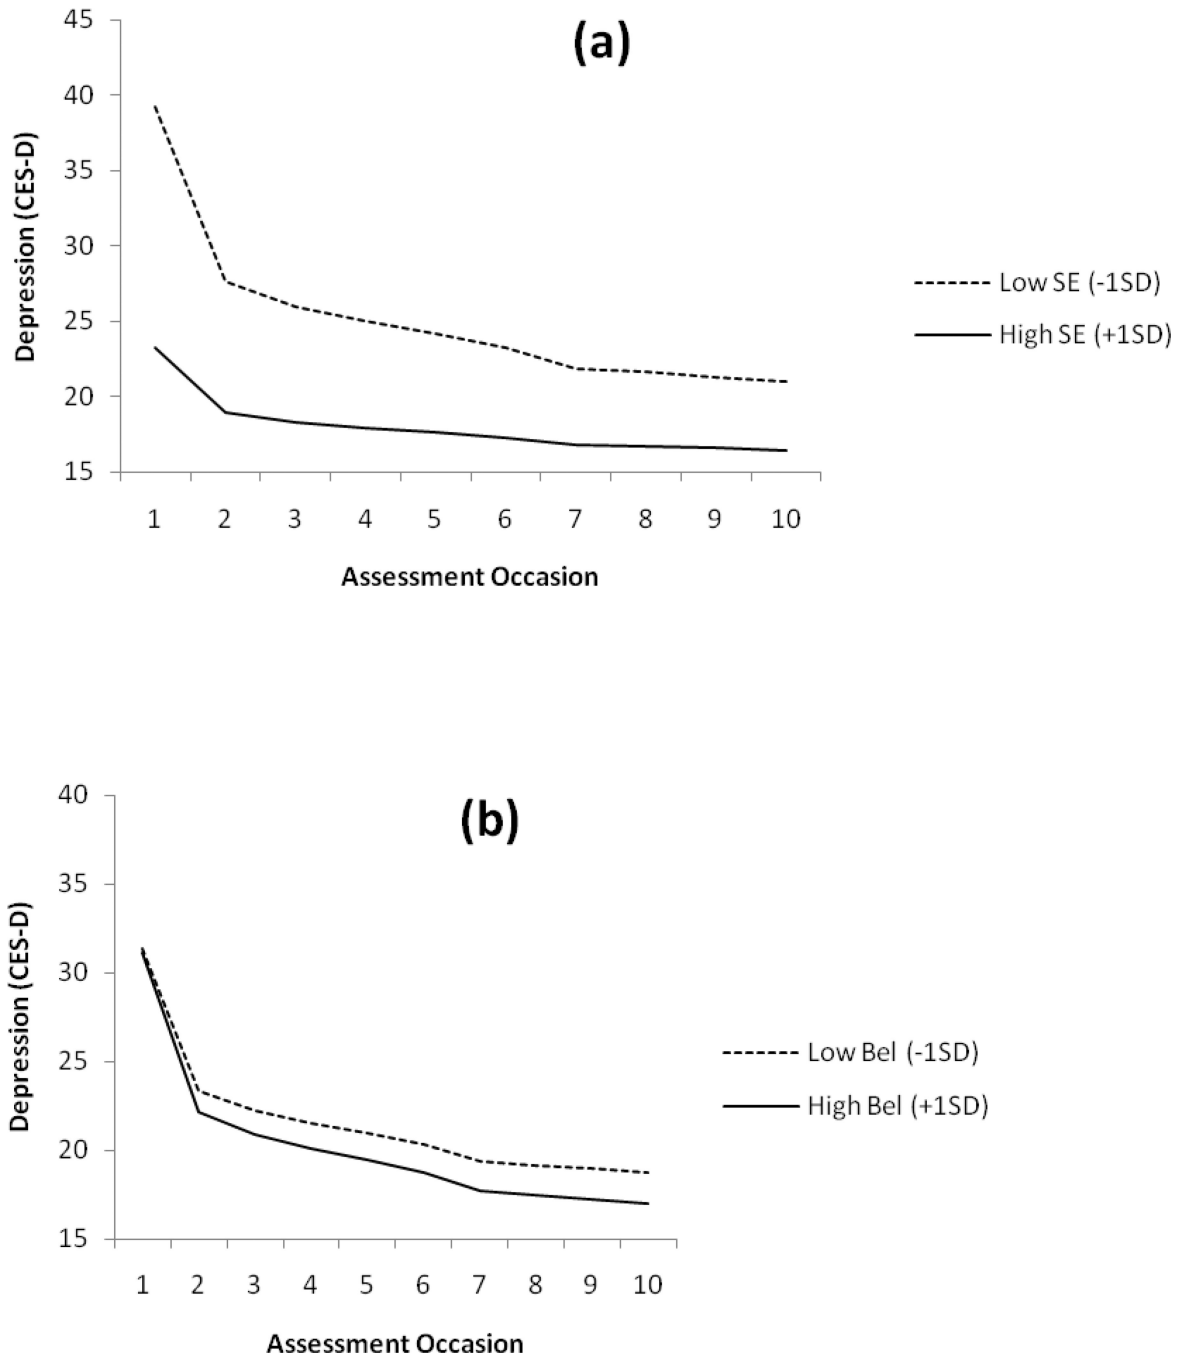 (a)
45
40
35
30
25
20
15
Depression (CES-D)
1 2 3 4 5 6 7 8 9 10
Assessment Occasion
Low SE (-1SD)
High SE (+1SD)
(b)
40
35
30
25
20
15
Depression (CES-D)
1 2 3 4 5 6 7 8 9 10
Assessment Occasion
Low Bel (-1SD)
High Bel (+1SD)